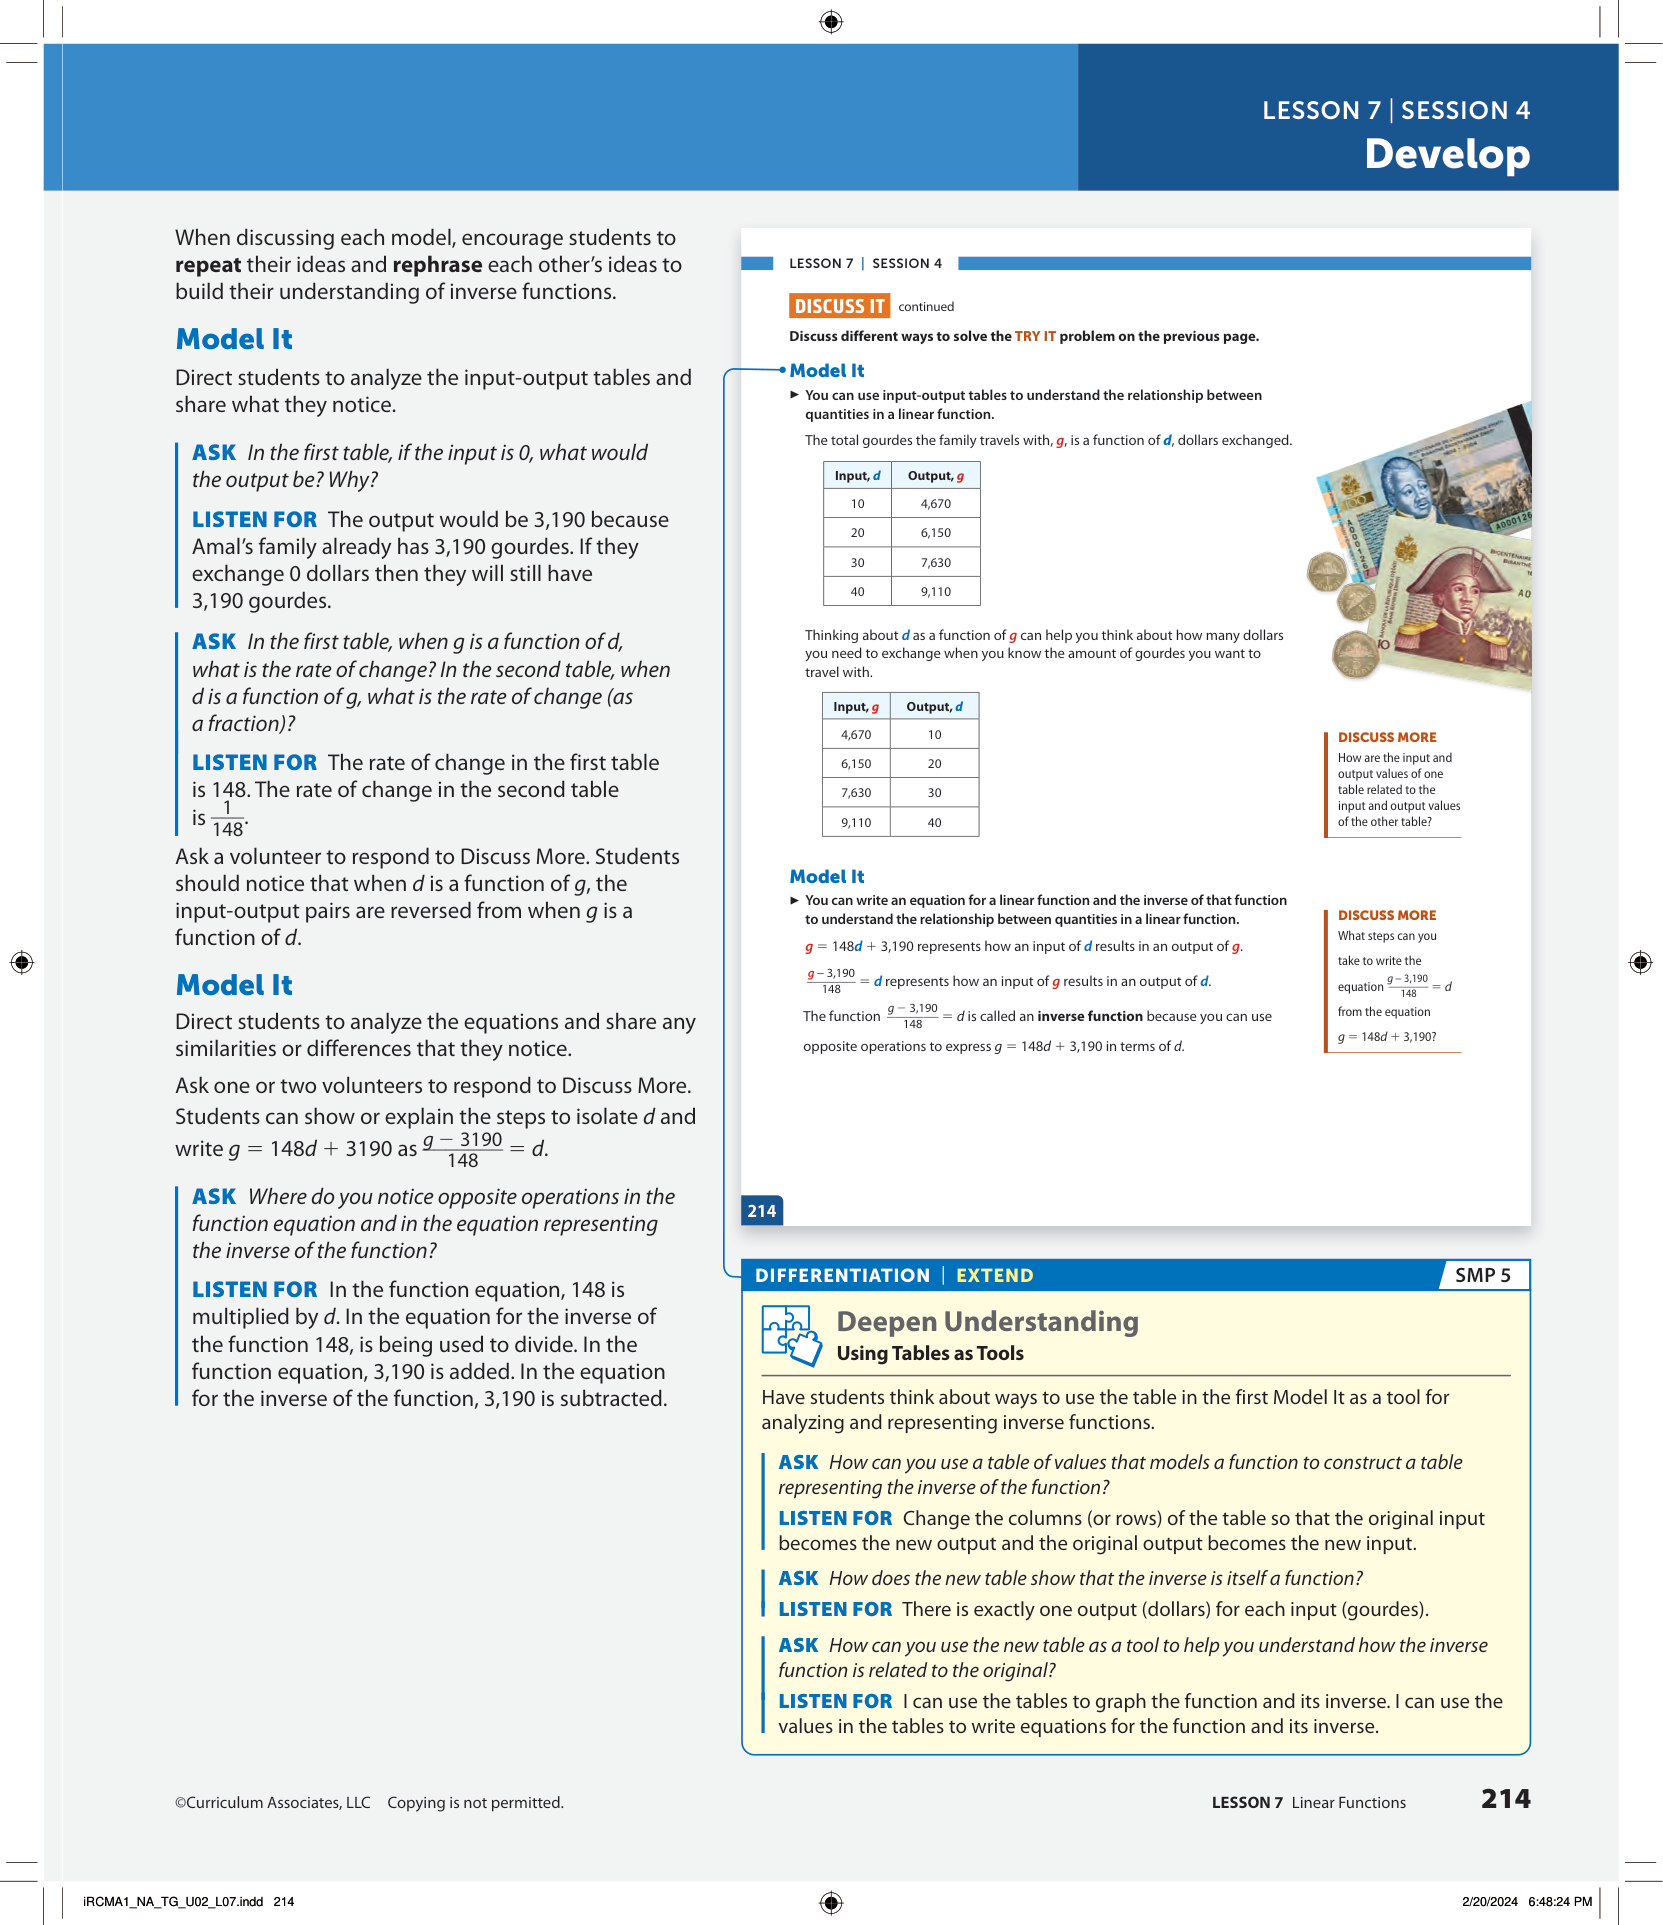 LESSON 7 | SESSION 4
Develop
When discussing each model, encourage students to
repeat their ideas and rephrase each other’s ideas to
build their understanding of inverse functions.
Model It
Direct students to analyze the input-output tables and
share what they notice.
ASK In the first table, if the input is 0, what would
the output be? Why?
LISTEN FOR The output would be 3,190 because
Amal’s family already has 3,190 gourdes. If they
exchange 0 dollars then they will still have
3,190 gourdes.
ASK In the first table, when g is a function of d,
what is the rate of change? In the second table, when
d is a function of g, what is the rate of change (as
a fraction)?
LISTEN FOR The rate of change in the first table
is 148. The rate of change in the second table
is 1/148.
Ask a volunteer to respond to Discuss More. Students
should notice that when d is a function of g, the
input-output pairs are reversed from when g is a
function of d.
Model It
Direct students to analyze the equations and share any
similarities or differences that they notice.
Ask one or two volunteers to respond to Discuss More.
Students can show or explain the steps to isolate d and
write g = 148d + 3190 as (g − 3190)/148 = d.
ASK Where do you notice opposite operations in the
function equation and in the equation representing
the inverse of the function?
LISTEN FOR In the function equation, 148 is
multiplied by d. In the equation for the inverse of
the function 148, is being used to divide. In the
function equation, 3,190 is added. In the equation
for the inverse of the function, 3,190 is subtracted.
LESSON 7 | SESSION 4
DISCUSS IT continued
Discuss different ways to solve the TRY IT problem on the previous page.
Model It
► You can use input-output tables to understand the relationship between
quantities in a linear function.
The total gourdes the family travels with, g, is a function of d, dollars exchanged.
Input, d Output, g
10 4,670
20 6,150
30 7,630
40 9,110
Thinking about d as a function of g can help you think about how many dollars
you need to exchange when you know the amount of gourdes you want to
travel with.
Input, g Output, d
4,670 10
6,150 20
7,630 30
9,110 40
DISCUSS MORE
How are the input and
output values of one
table related to the
input and output values
of the other table?
Model It
► You can write an equation for a linear function and the inverse of that function
to understand the relationship between quantities in a linear function.
g = 148d + 3,190 represents how an input of d results in an output of g.
(g − 3,190)/148 = d represents how an input of g results in an output of d.
The function (g − 3,190)/148 = d is called an inverse function because you can use
opposite operations to express g = 148d + 3,190 in terms of d.
DISCUSS MORE
What steps can you
take to write the
equation (g − 3,190)/148 = d
from the equation
g = 148d + 3,190?
214
DIFFERENTIATION | EXTEND SMP 5
Deepen Understanding
Using Tables as Tools
Have students think about ways to use the table in the first Model It as a tool for
analyzing and representing inverse functions.
ASK How can you use a table of values that models a function to construct a table
representing the inverse of the function?
LISTEN FOR Change the columns (or rows) of the table so that the original input
becomes the new output and the original output becomes the new input.
ASK How does the new table show that the inverse is itself a function?
LISTEN FOR There is exactly one output (dollars) for each input (gourdes).
ASK How can you use the new table as a tool to help you understand how the inverse
function is related to the original?
LISTEN FOR I can use the tables to graph the function and its inverse. I can use the
values in the tables to write equations for the function and its inverse.
©Curriculum Associates, LLC Copying is not permitted.
LESSON 7 Linear Functions 214
iRCMA1_NA_TG_U02_L07.indd 214
2/20/2024 6:48:24 PM